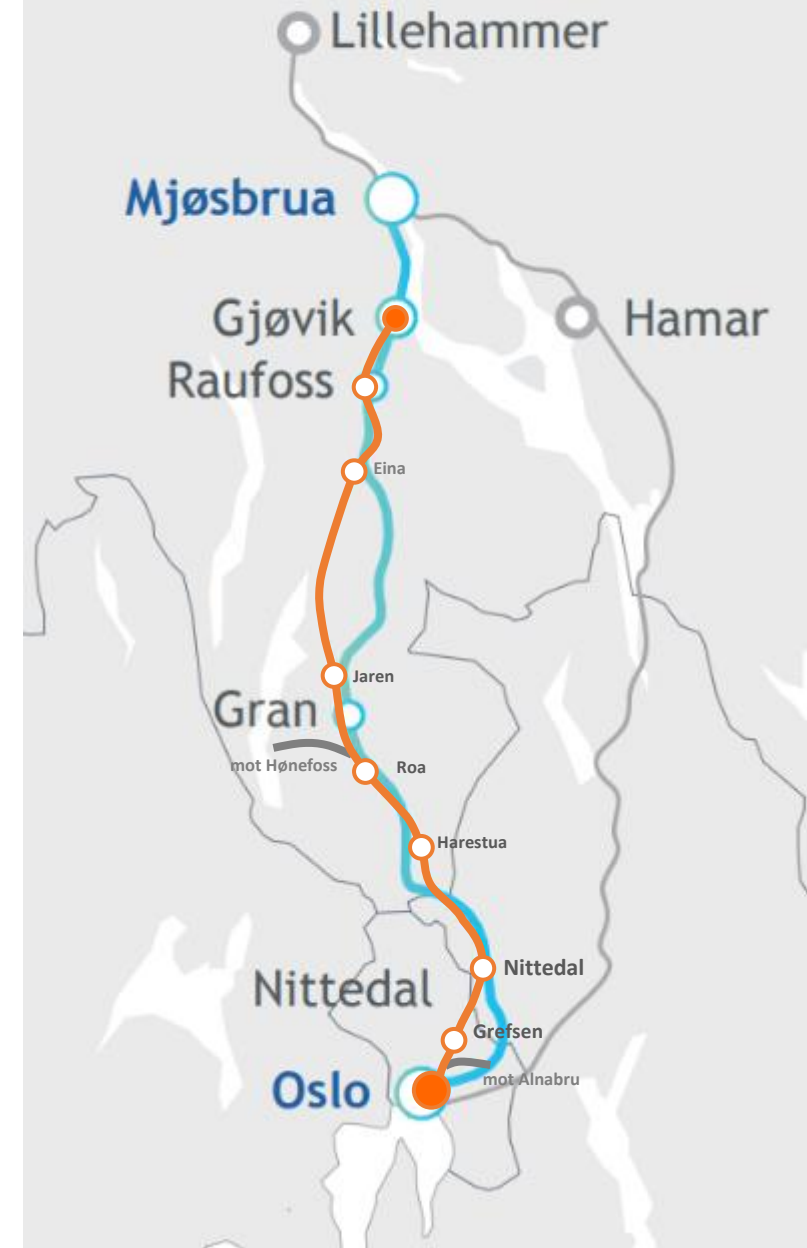 Lillehammer
Mjøsbrua
Gjøvik
Hamar
Raufoss
Eina
Jaren
Gran
mot Hønefoss
Roa
Harestua
Nittedal
Nittedal
Grefsen
mot Alnabru
Oslo